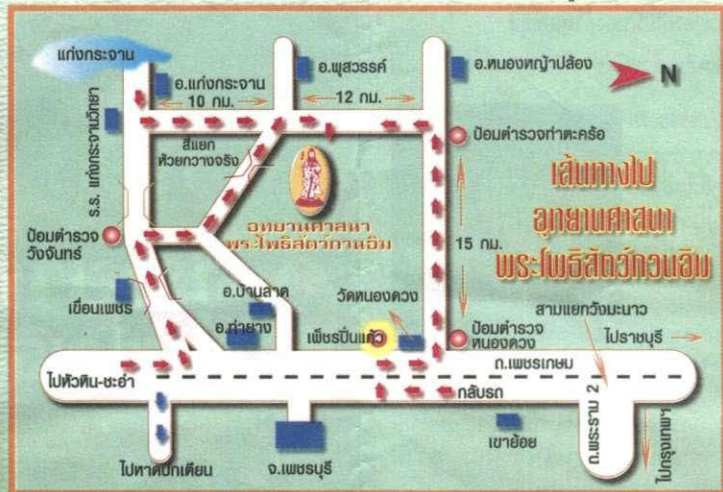 แก่งกระจาน
อ.แก่งกระจาน
10 กม.
อ.พุสวรรค์
12 กม.
อ.หนองหญ้าปล้อง
N
ร.ร. แก่งกระจานวิทยา
สี่แยก
ห้วยกวางจริง
ป้อมตำรวจท่าตะคร้อ
เส้นทางไป
อุทยานศาสนา
พระโพธิสัตว์กวนอิม
อุทยานศาสนา
พระโพธิสัตว์กวนอิม
15 กม.
ป้อมตำรวจ
วังจันทร์
เขื่อนเพชร
อ.บ้านลาด
อ.ท่ายาง
วัดหนองควง
เพ็ชรปิ่นแก้ว
ป้อมตำรวจ
หนองควง
สามแยกวังมะนาว
ไปราชบุรี
ถ.เพชรเกษม
ไปหัวหิน-ชะอำ
กลับรถ
ถ.พระราม 2
ไปกรุงเทพฯ
เขาย้อย
ไปหาดปึกเตียน
จ.เพชรบุรี